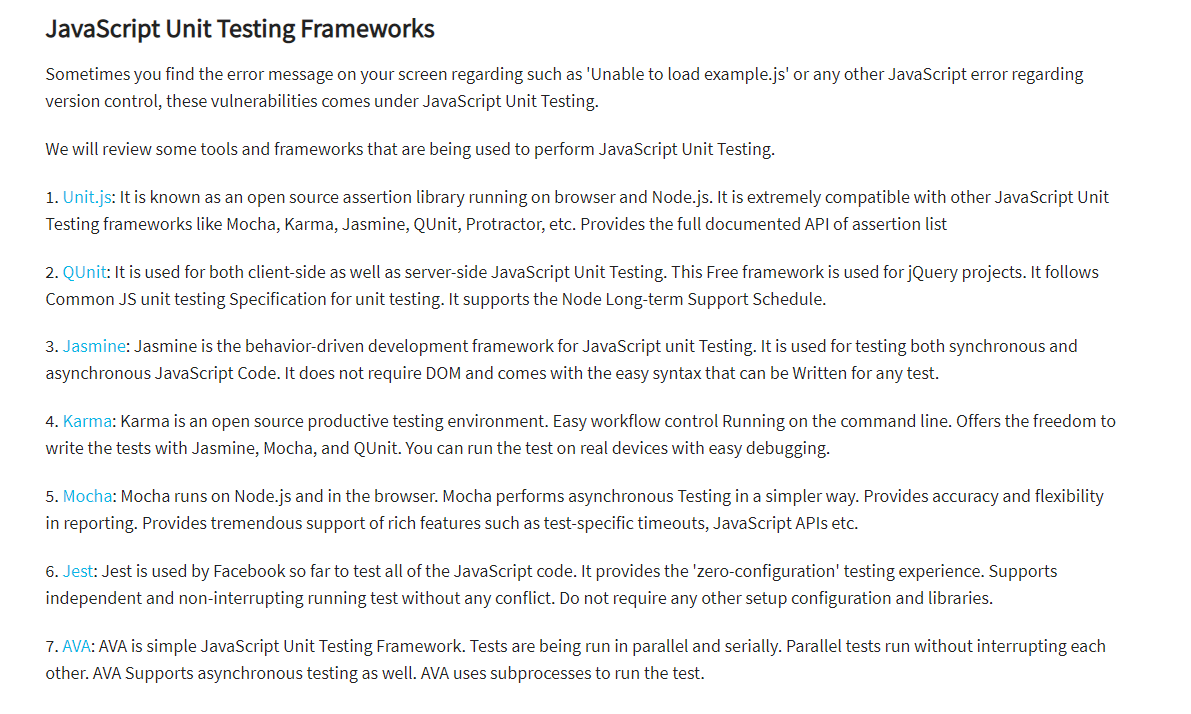 JavaScript Unit Testing Frameworks
Sometimes you find the error message on your screen regarding such as 'Unable to load example.js' or any other JavaScript error regarding
version control, these vulnerabilities comes under JavaScript Unit Testing.
We will review some tools and frameworks that are being used to perform JavaScript Unit Testing.
1. Unit.js: It is known as an open source assertion library running on browser and Node.js. It is extremely compatible with other JavaScript Unit
Testing frameworks like Mocha, Karma, Jasmine, QUnit, Protractor, etc. Provides the full documented API of assertion list
2. QUnit: It is used for both client-side as well as server-side JavaScript Unit Testing. This Free framework is used for jQuery projects. It follows
Common JS unit testing Specification for unit testing. It supports the Node Long-term Support Schedule.
3. Jasmine: Jasmine is the behavior-driven development framework for JavaScript unit Testing. It is used for testing both synchronous and
asynchronous JavaScript Code. It does not require DOM and comes with the easy syntax that can be Written for any test.
4. Karma: Karma is an open source productive testing environment. Easy workflow control Running on the command line. Offers the freedom to
write the tests with Jasmine, Mocha, and QUnit. You can run the test on real devices with easy debugging.
5. Mocha: Mocha runs on Node.js and in the browser. Mocha performs asynchronous Testing in a simpler way. Provides accuracy and flexibility
in reporting. Provides tremendous support of rich features such as test-specific timeouts, JavaScript APIs etc.
6. Jest: Jest is used by Facebook so far to test all of the JavaScript code. It provides the 'zero-configuration' testing experience. Supports
independent and non-interrupting running test without any conflict. Do not require any other setup configuration and libraries.
7. AVA: AVA is simple JavaScript Unit Testing Framework. Tests are being run in parallel and serially. Parallel tests run without interrupting each
other. AVA Supports asynchronous testing as well. AVA uses subprocesses to run the test.